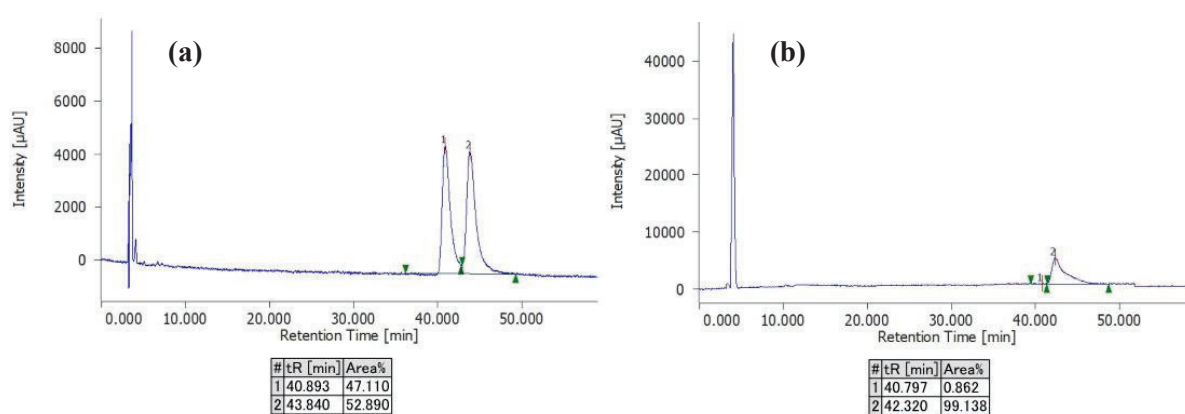 (a)
8000
6000
4000
2000
0
Intensity [µAU]
1
2
0.000 10.000 20.000 30.000 40.000 50.000
Retention Time [min]
# tR [min] Area%
1 40.893 47.110
2 43.840 52.890
(b)
40000
30000
20000
10000
0
Intensity [µAU]
1
2
0.000 10.000 20.000 30.000 40.000 50.000
Retention Time [min]
# tR [min] Area%
1 40.797 0.862
2 42.320 99.138